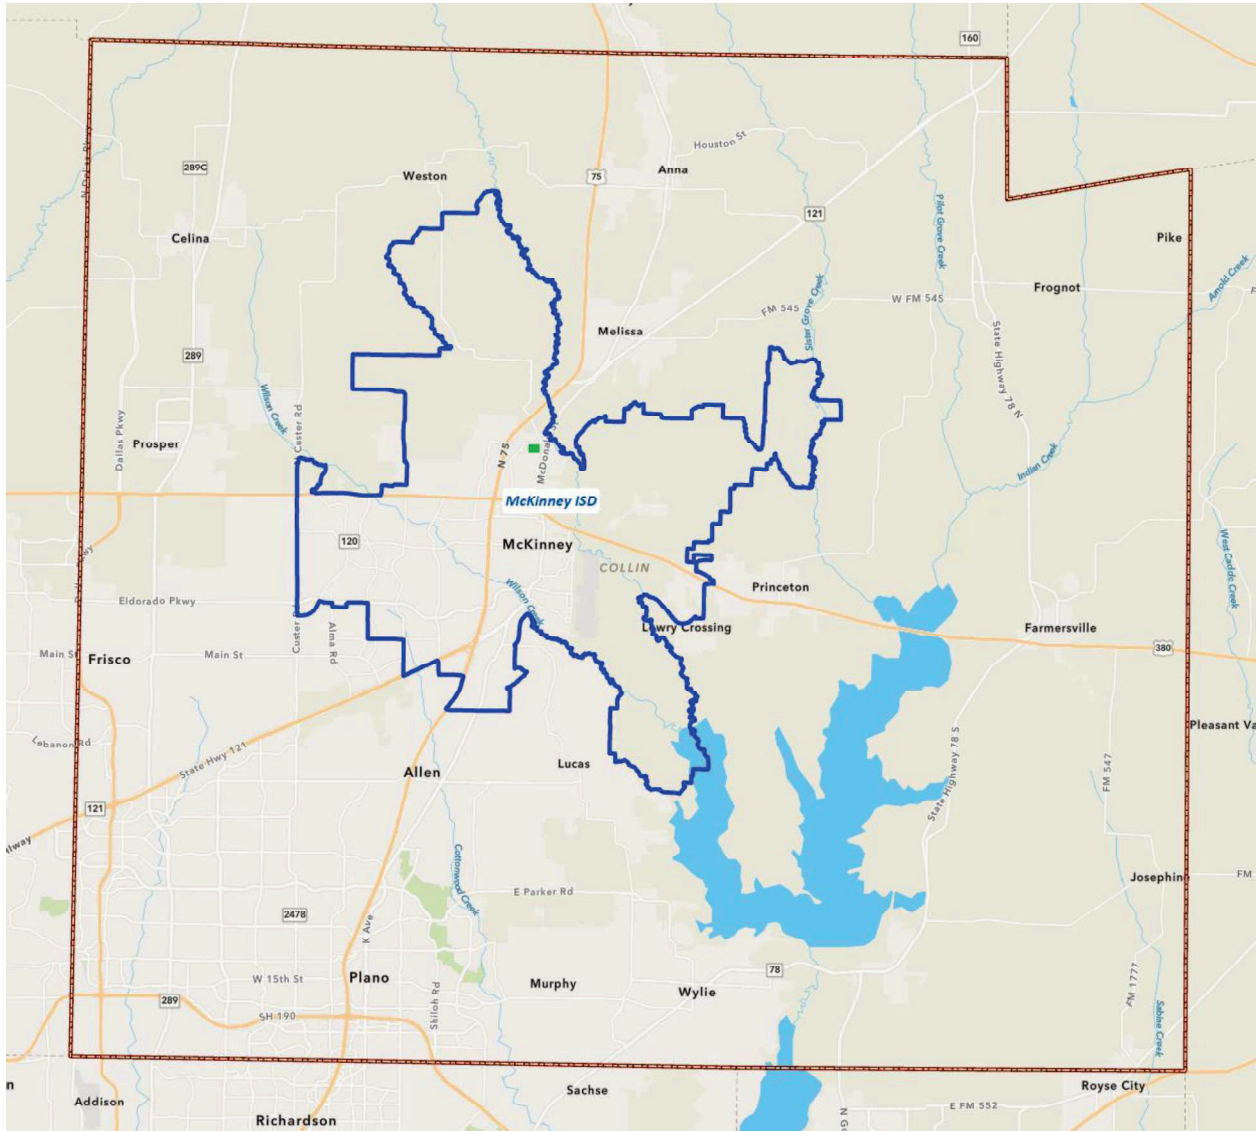 160
N Dallas Pkwy
Houston St
289C
Weston
75
Anna
121
Pilot Grove Creek
Celina
Pike
Arnold Creek
Frognot
W FM 545
FM 545
Sister Grove Creek
Melissa
State Highway 78 N
289
Wilson Creek
N Custer Rd
Dallas Pkwy
Prosper
N 75
McDonald St
Indian Creek
McKinney ISD
120
McKinney
COLLIN
West Caddo Creek
Princeton
Wilson Creek
Eldorado Pkwy
Custer Rd
Alma Rd
Lowry Crossing
Farmersville
380
Main St
Frisco
Main St
Lebanon Rd
State Hwy 121
Pleasant Va
Allen
Lucas
State Highway 78 S
FM 547
121
Cottonwood Creek
E Parker Rd
Josephine
FM
2478
K Ave
W 15th St
Plano
Murphy
Wylie
78
289
SH 190
Shiloh Rd
FM 1777
Sabine Creek
Addison
Sachse
Royse City
E FM 552
Richardson